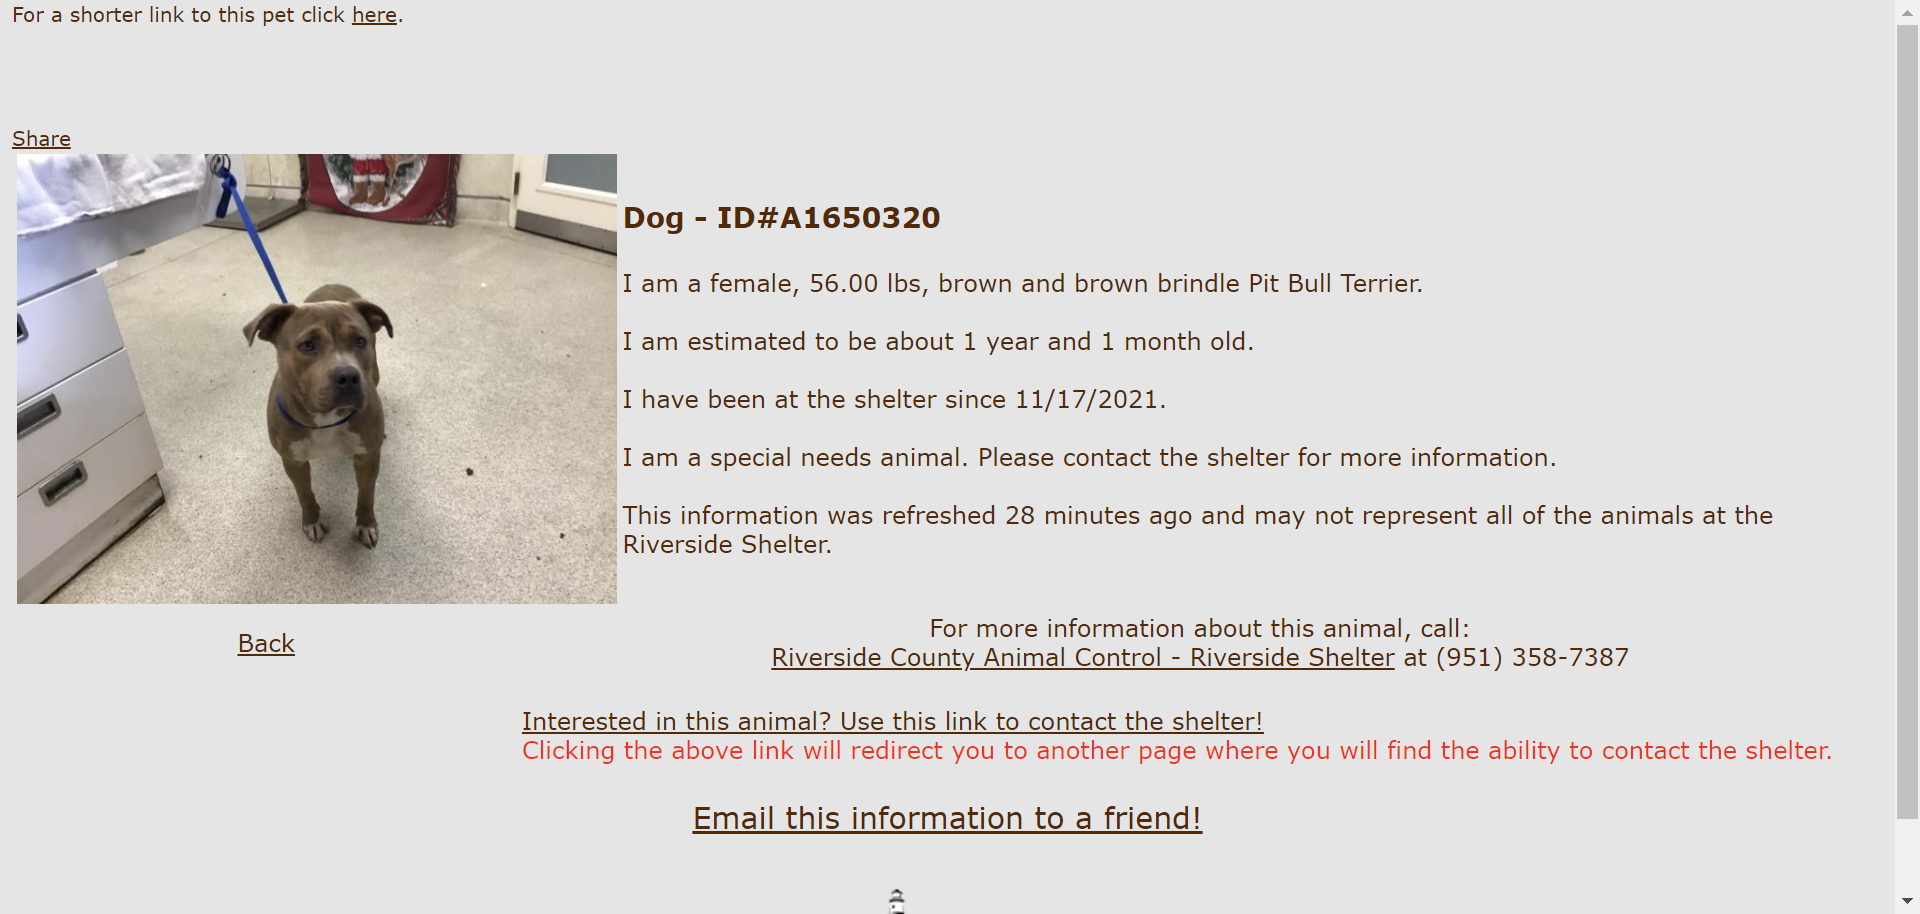 For a shorter link to this pet click here.
Share
Dog - ID#A1650320
I am a female, 56.00 lbs, brown and brown brindle Pit Bull Terrier.
I am estimated to be about 1 year and 1 month old.
I have been at the shelter since 11/17/2021.
I am a special needs animal. Please contact the shelter for more information.
This information was refreshed 28 minutes ago and may not represent all of the animals at the
Riverside Shelter.
Back
For more information about this animal, call:
Riverside County Animal Control - Riverside Shelter at (951) 358-7387
Interested in this animal? Use this link to contact the shelter!
Clicking the above link will redirect you to another page where you will find the ability to contact the shelter.
Email this information to a friend!